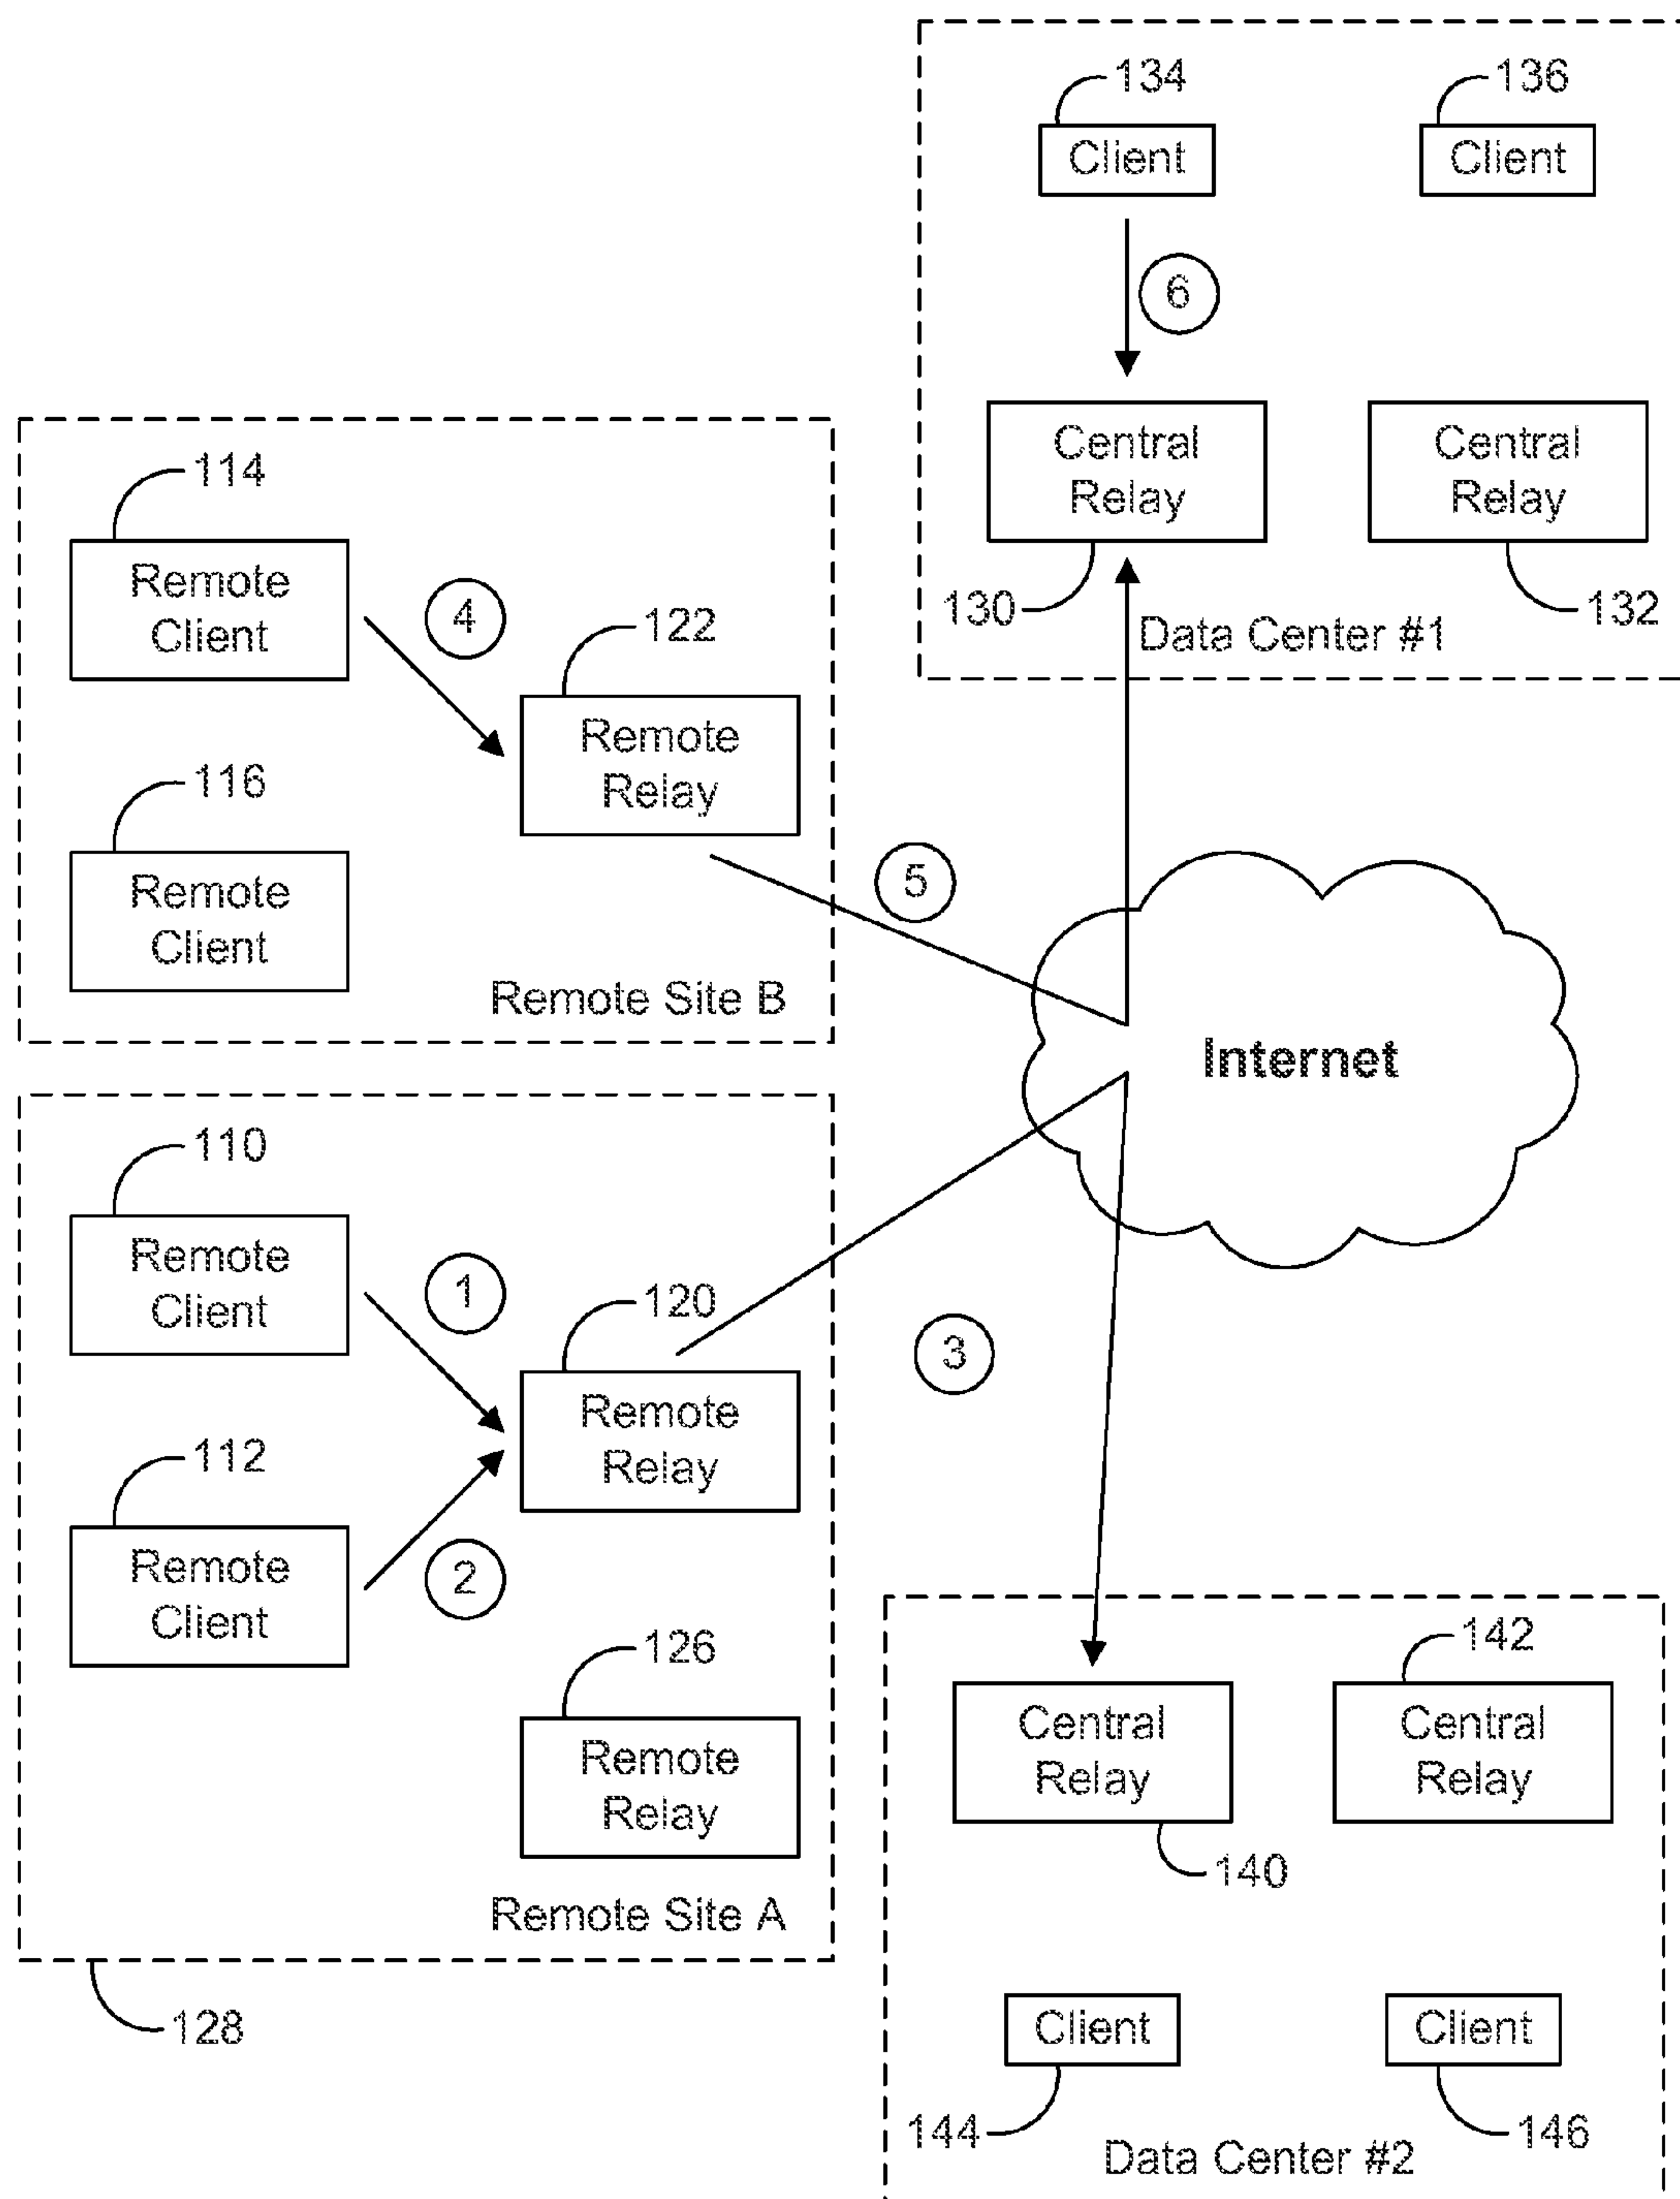 134
136
Client
Client
6
Central
Relay
Central
Relay
130
132
Data Center #1
114
Remote
Client
4
122
Remote
Relay
116
Remote
Client
5
Remote Site B
Internet
110
Remote
Client
1
120
Remote
Relay
3
112
Remote
Client
2
126
Remote
Relay
Remote Site A
128
142
Central
Relay
Central
Relay
140
Client
Client
144
146
Data Center #2